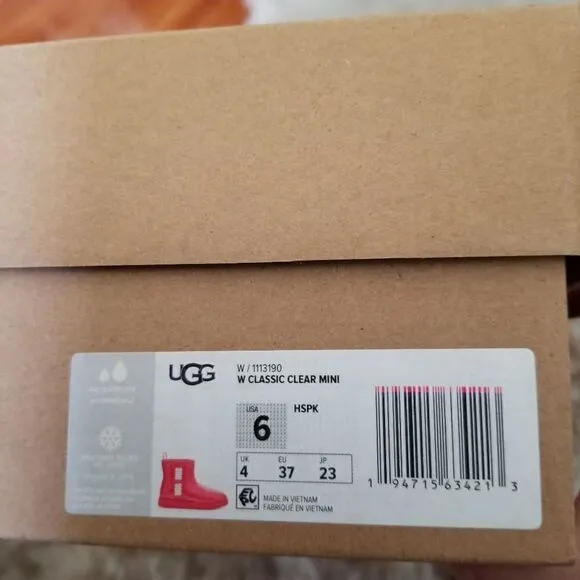 UGG
W / 1113190
W CLASSIC CLEAR MINI
USA
6
HSPK
UK EU JP
4 37 23
MADE IN VIETNAM
FABRIQUÉ EN VIETNAM
1 94715 63421 3